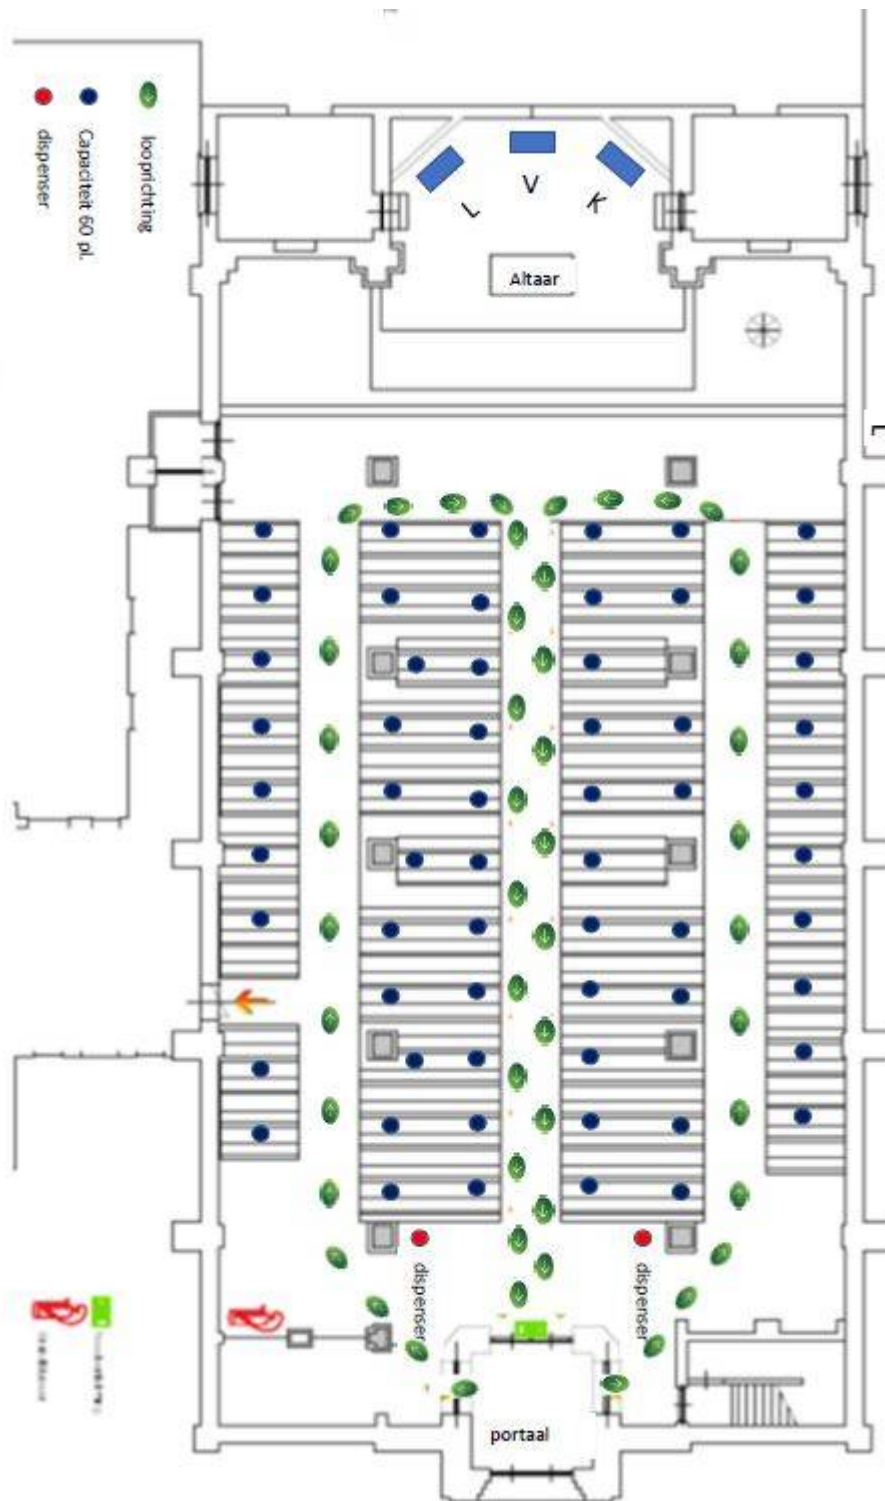 looprichting
Capaciteit 60 pl.
dispenser
L
V
K
Altaar
L
dispenser
dispenser
portaal